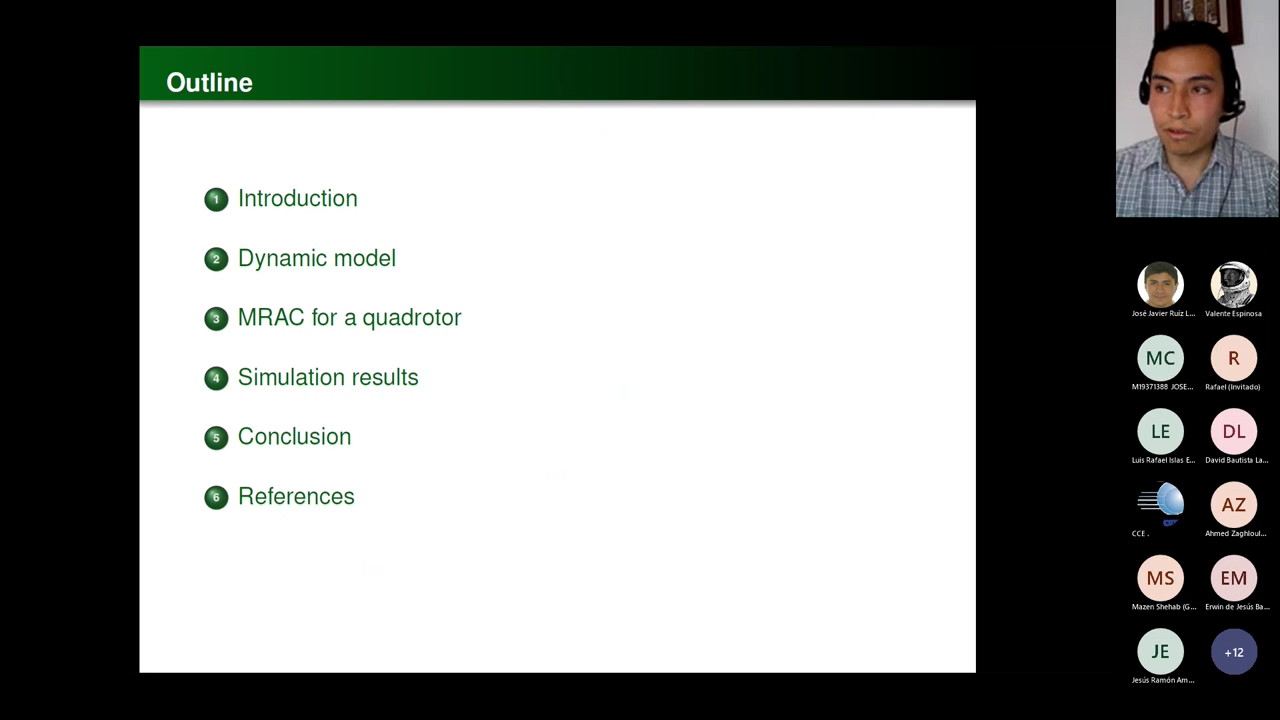 Outline
1 Introduction
2 Dynamic model
3 MRAC for a quadrotor
4 Simulation results
5 Conclusion
6 References
José Javier Ruíz L...
Valente Espinosa
MC
R
M19371388 JOSE...
Rafael (Invitado)
LE
DL
Luis Rafael Islas E...
David Bautista La...
AZ
CCE .
Ahmed Zaghloul...
MS
EM
Mazen Shehab (G...
Erwin de Jesús Ba...
JE
+12
Jesús Ramón Am...